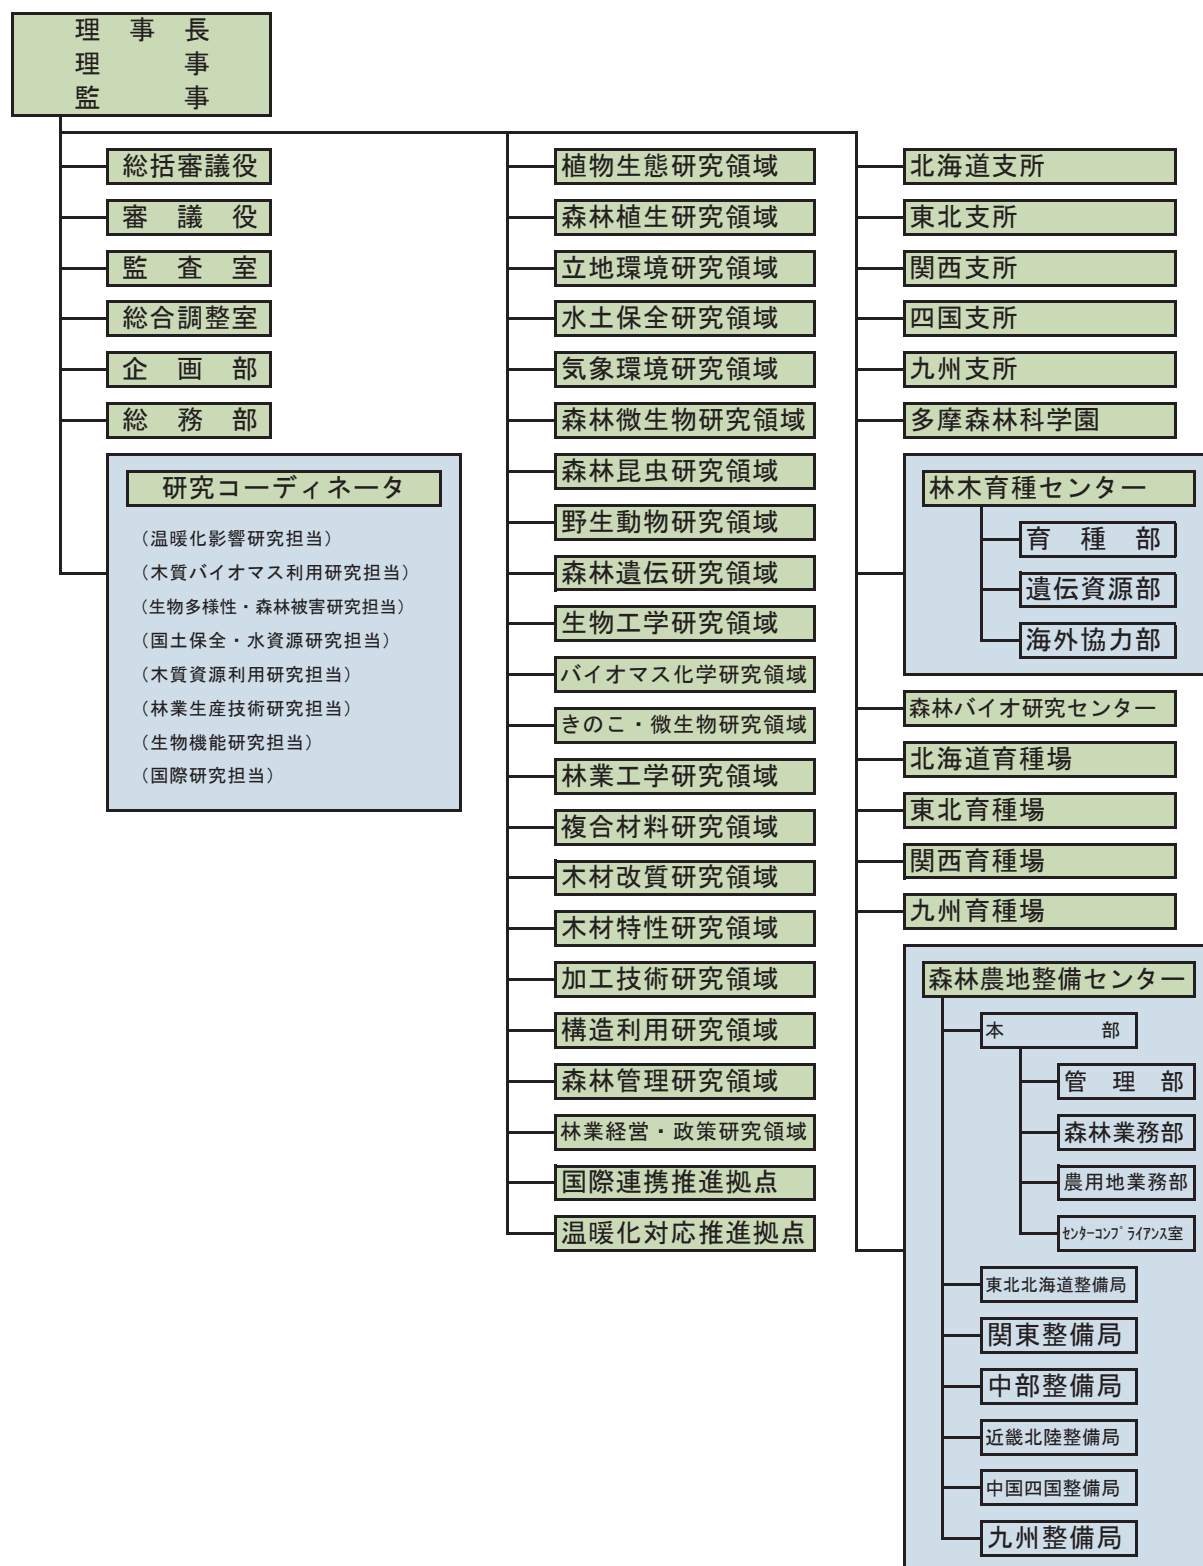 理事長
理事
監事
総括審議役
審議役
監査室
総合調整室
企画部
総務部
研究コーディネータ
（温暖化影響研究担当）
（木質バイオマス利用研究担当）
（生物多様性・森林被害研究担当）
（国土保全・水資源研究担当）
（木質資源利用研究担当）
（林業生産技術研究担当）
（生物機能研究担当）
（国際研究担当）
植物生態研究領域
森林植生研究領域
立地環境研究領域
水土保全研究領域
気象環境研究領域
森林微生物研究領域
森林昆虫研究領域
野生動物研究領域
森林遺伝研究領域
生物工学研究領域
バイオマス化学研究領域
きのこ・微生物研究領域
林業工学研究領域
複合材料研究領域
木材改質研究領域
木材特性研究領域
加工技術研究領域
構造利用研究領域
森林管理研究領域
林業経営・政策研究領域
国際連携推進拠点
温暖化対応推進拠点
北海道支所
東北支所
関西支所
四国支所
九州支所
多摩森林科学園
林木育種センター
育種部
遺伝資源部
海外協力部
森林バイオ研究センター
北海道育種場
東北育種場
関西育種場
九州育種場
森林農地整備センター
本部
管理部
森林業務部
農用地業務部
ｾﾝﾀｰｺﾝﾌﾟﾗｲｱﾝｽ室
東北北海道整備局
関東整備局
中部整備局
近畿北陸整備局
中国四国整備局
九州整備局